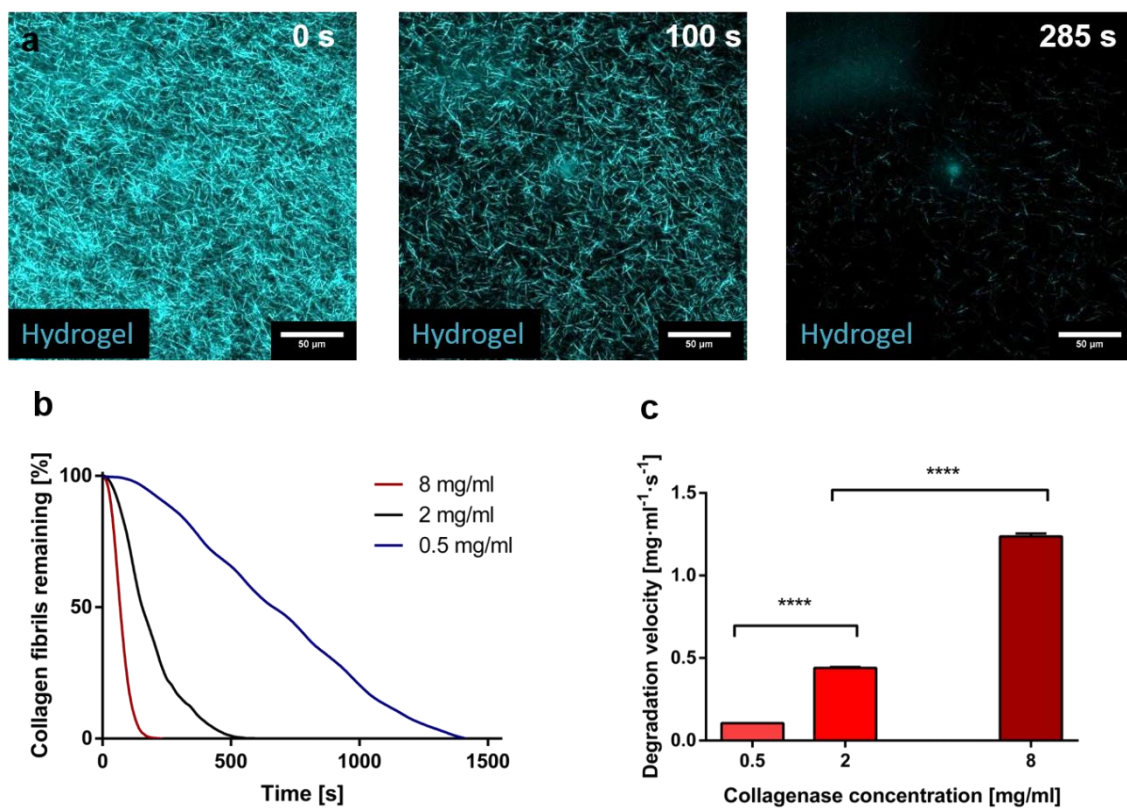 a
0 s
100 s
285 s
Hydrogel
50 µm
Hydrogel
50 µm
Hydrogel
50 µm
b
Collagen fibrils remaining [%]
100
50
0
0
500
1000
1500
Time [s]
8 mg/ml
2 mg/ml
0.5 mg/ml
c
Degradation velocity [mg·ml⁻¹·s⁻¹]
1.5
1.0
0.5
0.0
****
****
0.5
2
8
Collagenase concentration [mg/ml]